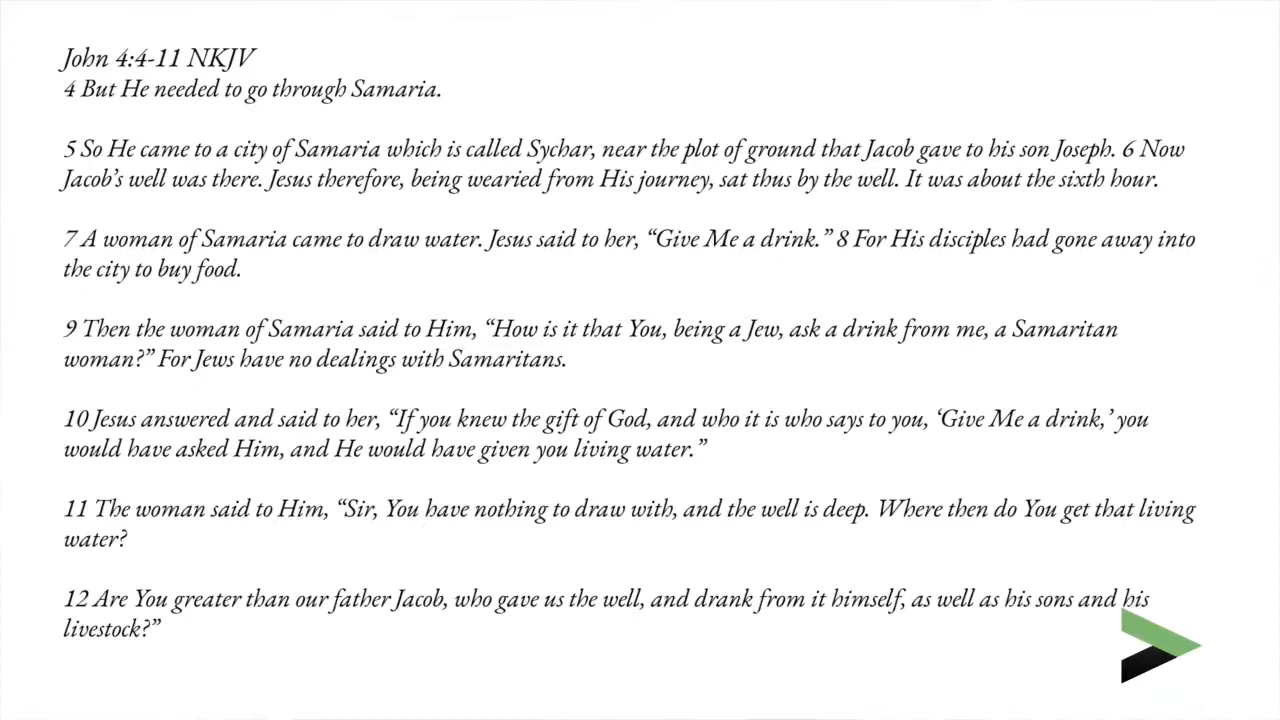 John 4:4-11 NKJV
4 But He needed to go through Samaria.
5 So He came to a city of Samaria which is called Sychar, near the plot of ground that Jacob gave to his son Joseph. 6 Now
Jacob’s well was there. Jesus therefore, being wearied from His journey, sat thus by the well. It was about the sixth hour.
7 A woman of Samaria came to draw water. Jesus said to her, “Give Me a drink.” 8 For His disciples had gone away into
the city to buy food.
9 Then the woman of Samaria said to Him, “How is it that You, being a Jew, ask a drink from me, a Samaritan
woman?” For Jews have no dealings with Samaritans.
10 Jesus answered and said to her, “If you knew the gift of God, and who it is who says to you, ‘Give Me a drink,’ you
would have asked Him, and He would have given you living water.”
11 The woman said to Him, “Sir, You have nothing to draw with, and the well is deep. Where then do You get that living
water?
12 Are You greater than our father Jacob, who gave us the well, and drank from it himself, as well as his sons and his
livestock?”